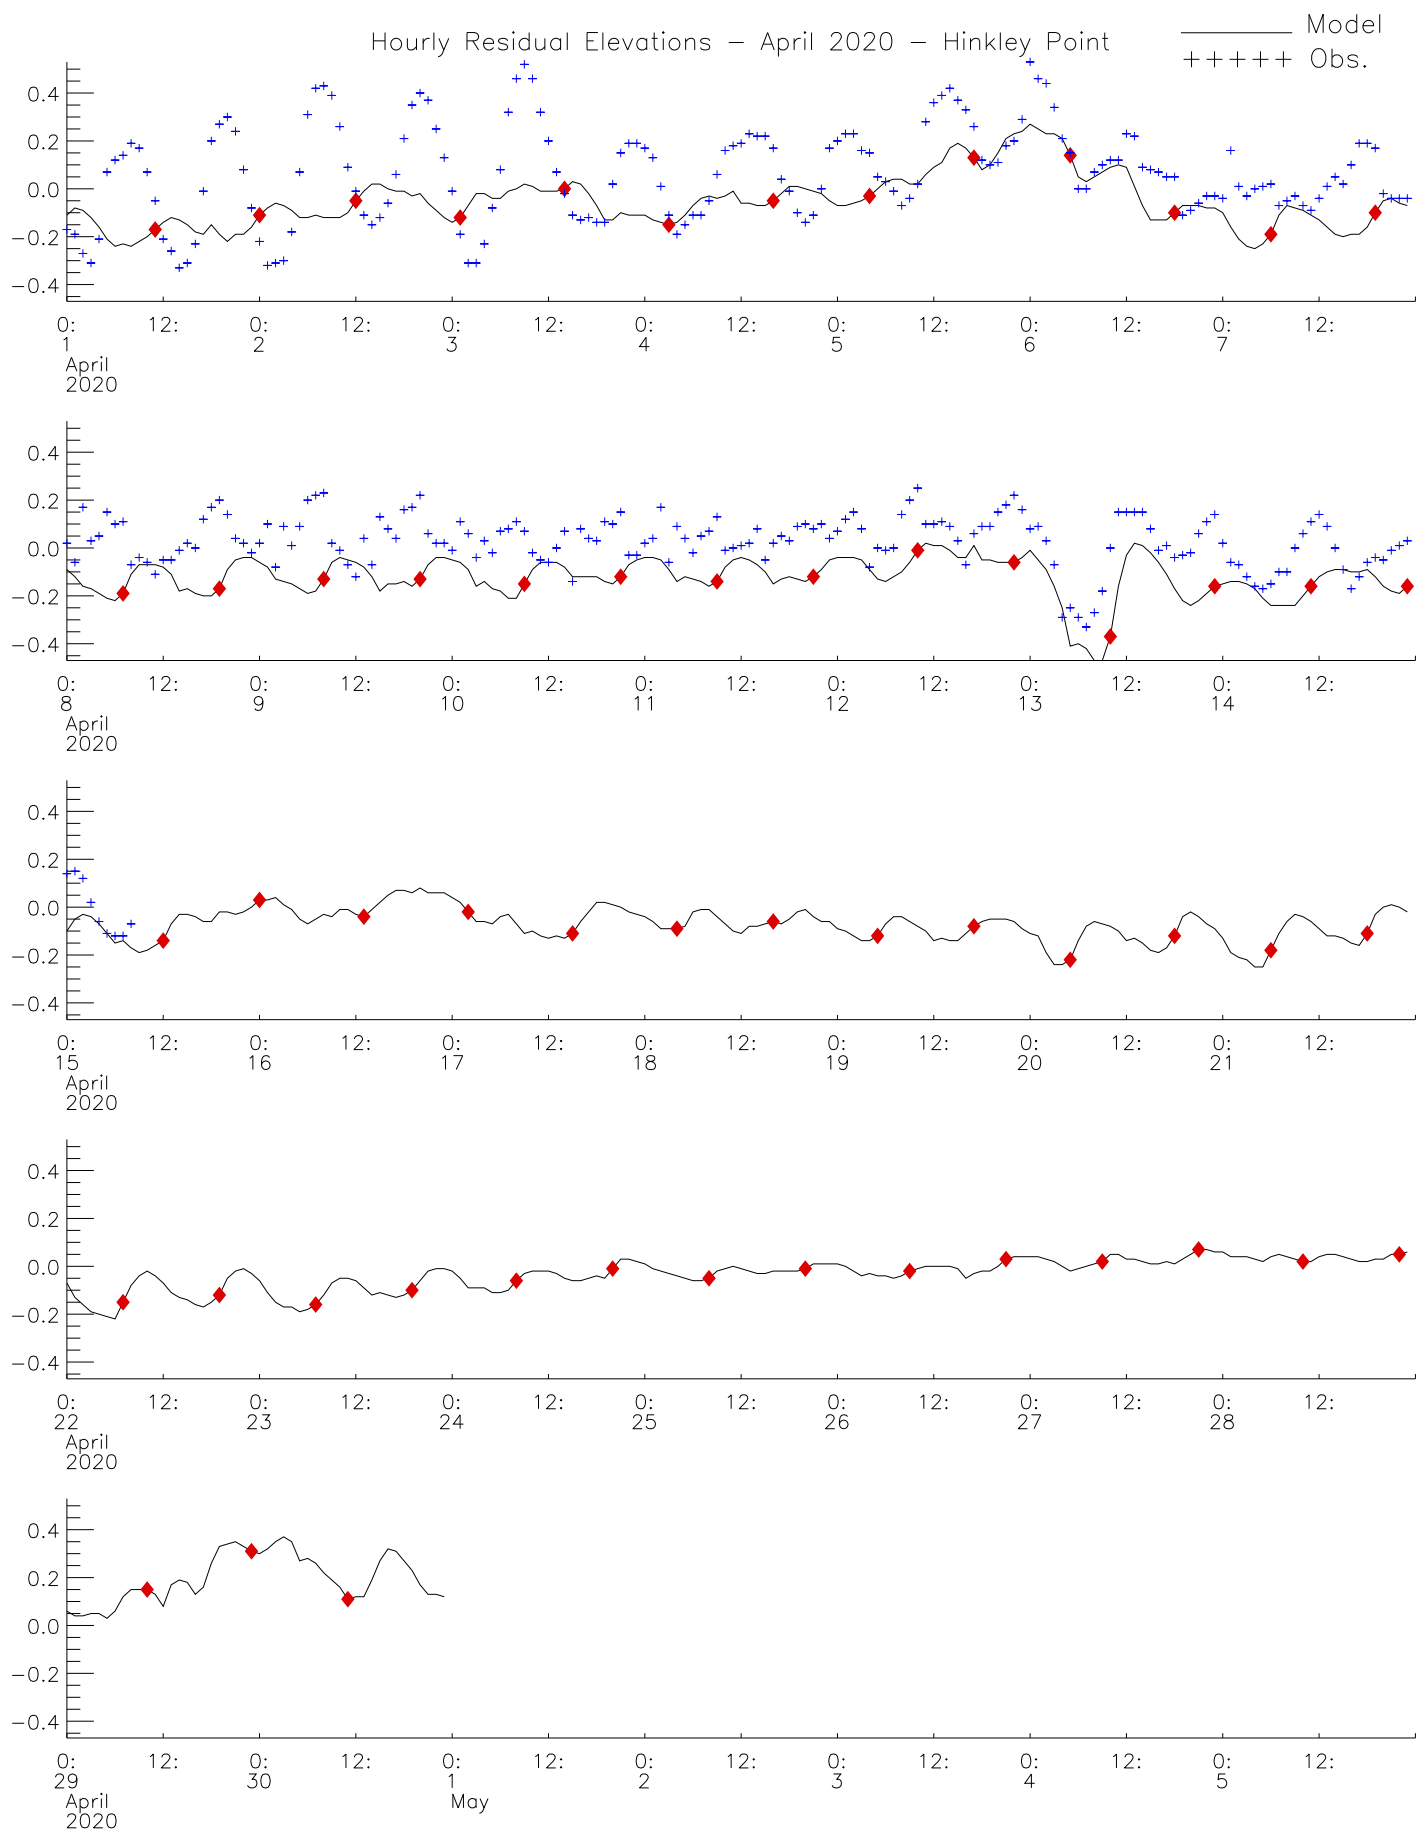 Hourly Residual Elevations – April 2020 – Hinkley Point
Model
+++++ Obs.
0.4
0.2
0.0
−0.2
−0.4
0: 12: 0: 12: 0: 12: 0: 12: 0: 12: 0: 12: 0: 12:
1 2 3 4 5 6 7
April
2020
0.4
0.2
0.0
−0.2
−0.4
0: 12: 0: 12: 0: 12: 0: 12: 0: 12: 0: 12: 0: 12:
8 9 10 11 12 13 14
April
2020
0.4
0.2
0.0
−0.2
−0.4
0: 12: 0: 12: 0: 12: 0: 12: 0: 12: 0: 12: 0: 12:
15 16 17 18 19 20 21
April
2020
0.4
0.2
0.0
−0.2
−0.4
0: 12: 0: 12: 0: 12: 0: 12: 0: 12: 0: 12: 0: 12:
22 23 24 25 26 27 28
April
2020
0.4
0.2
0.0
−0.2
−0.4
0: 12: 0: 12: 0: 12: 0: 12: 0: 12: 0: 12: 0: 12:
29 30 1 2 3 4 5
April May
2020